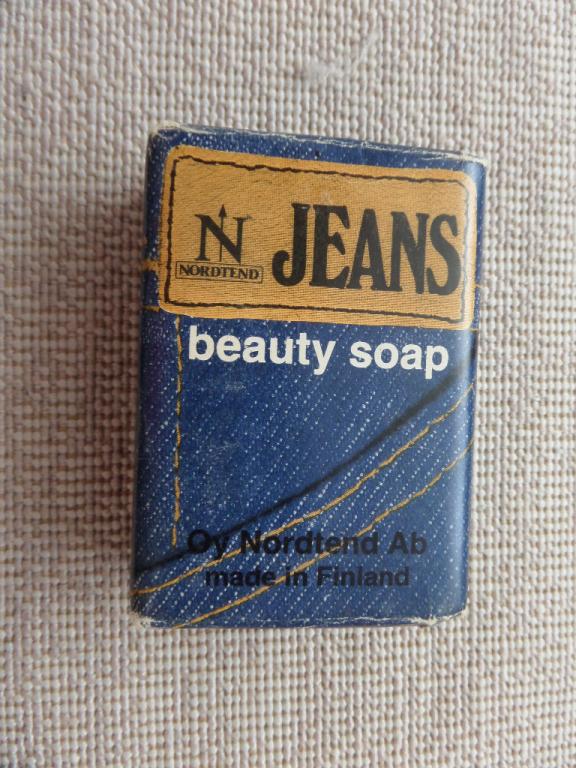 N
NORDTEND
JEANS
beauty soap
Oy Nordtend Ab
made in Finland